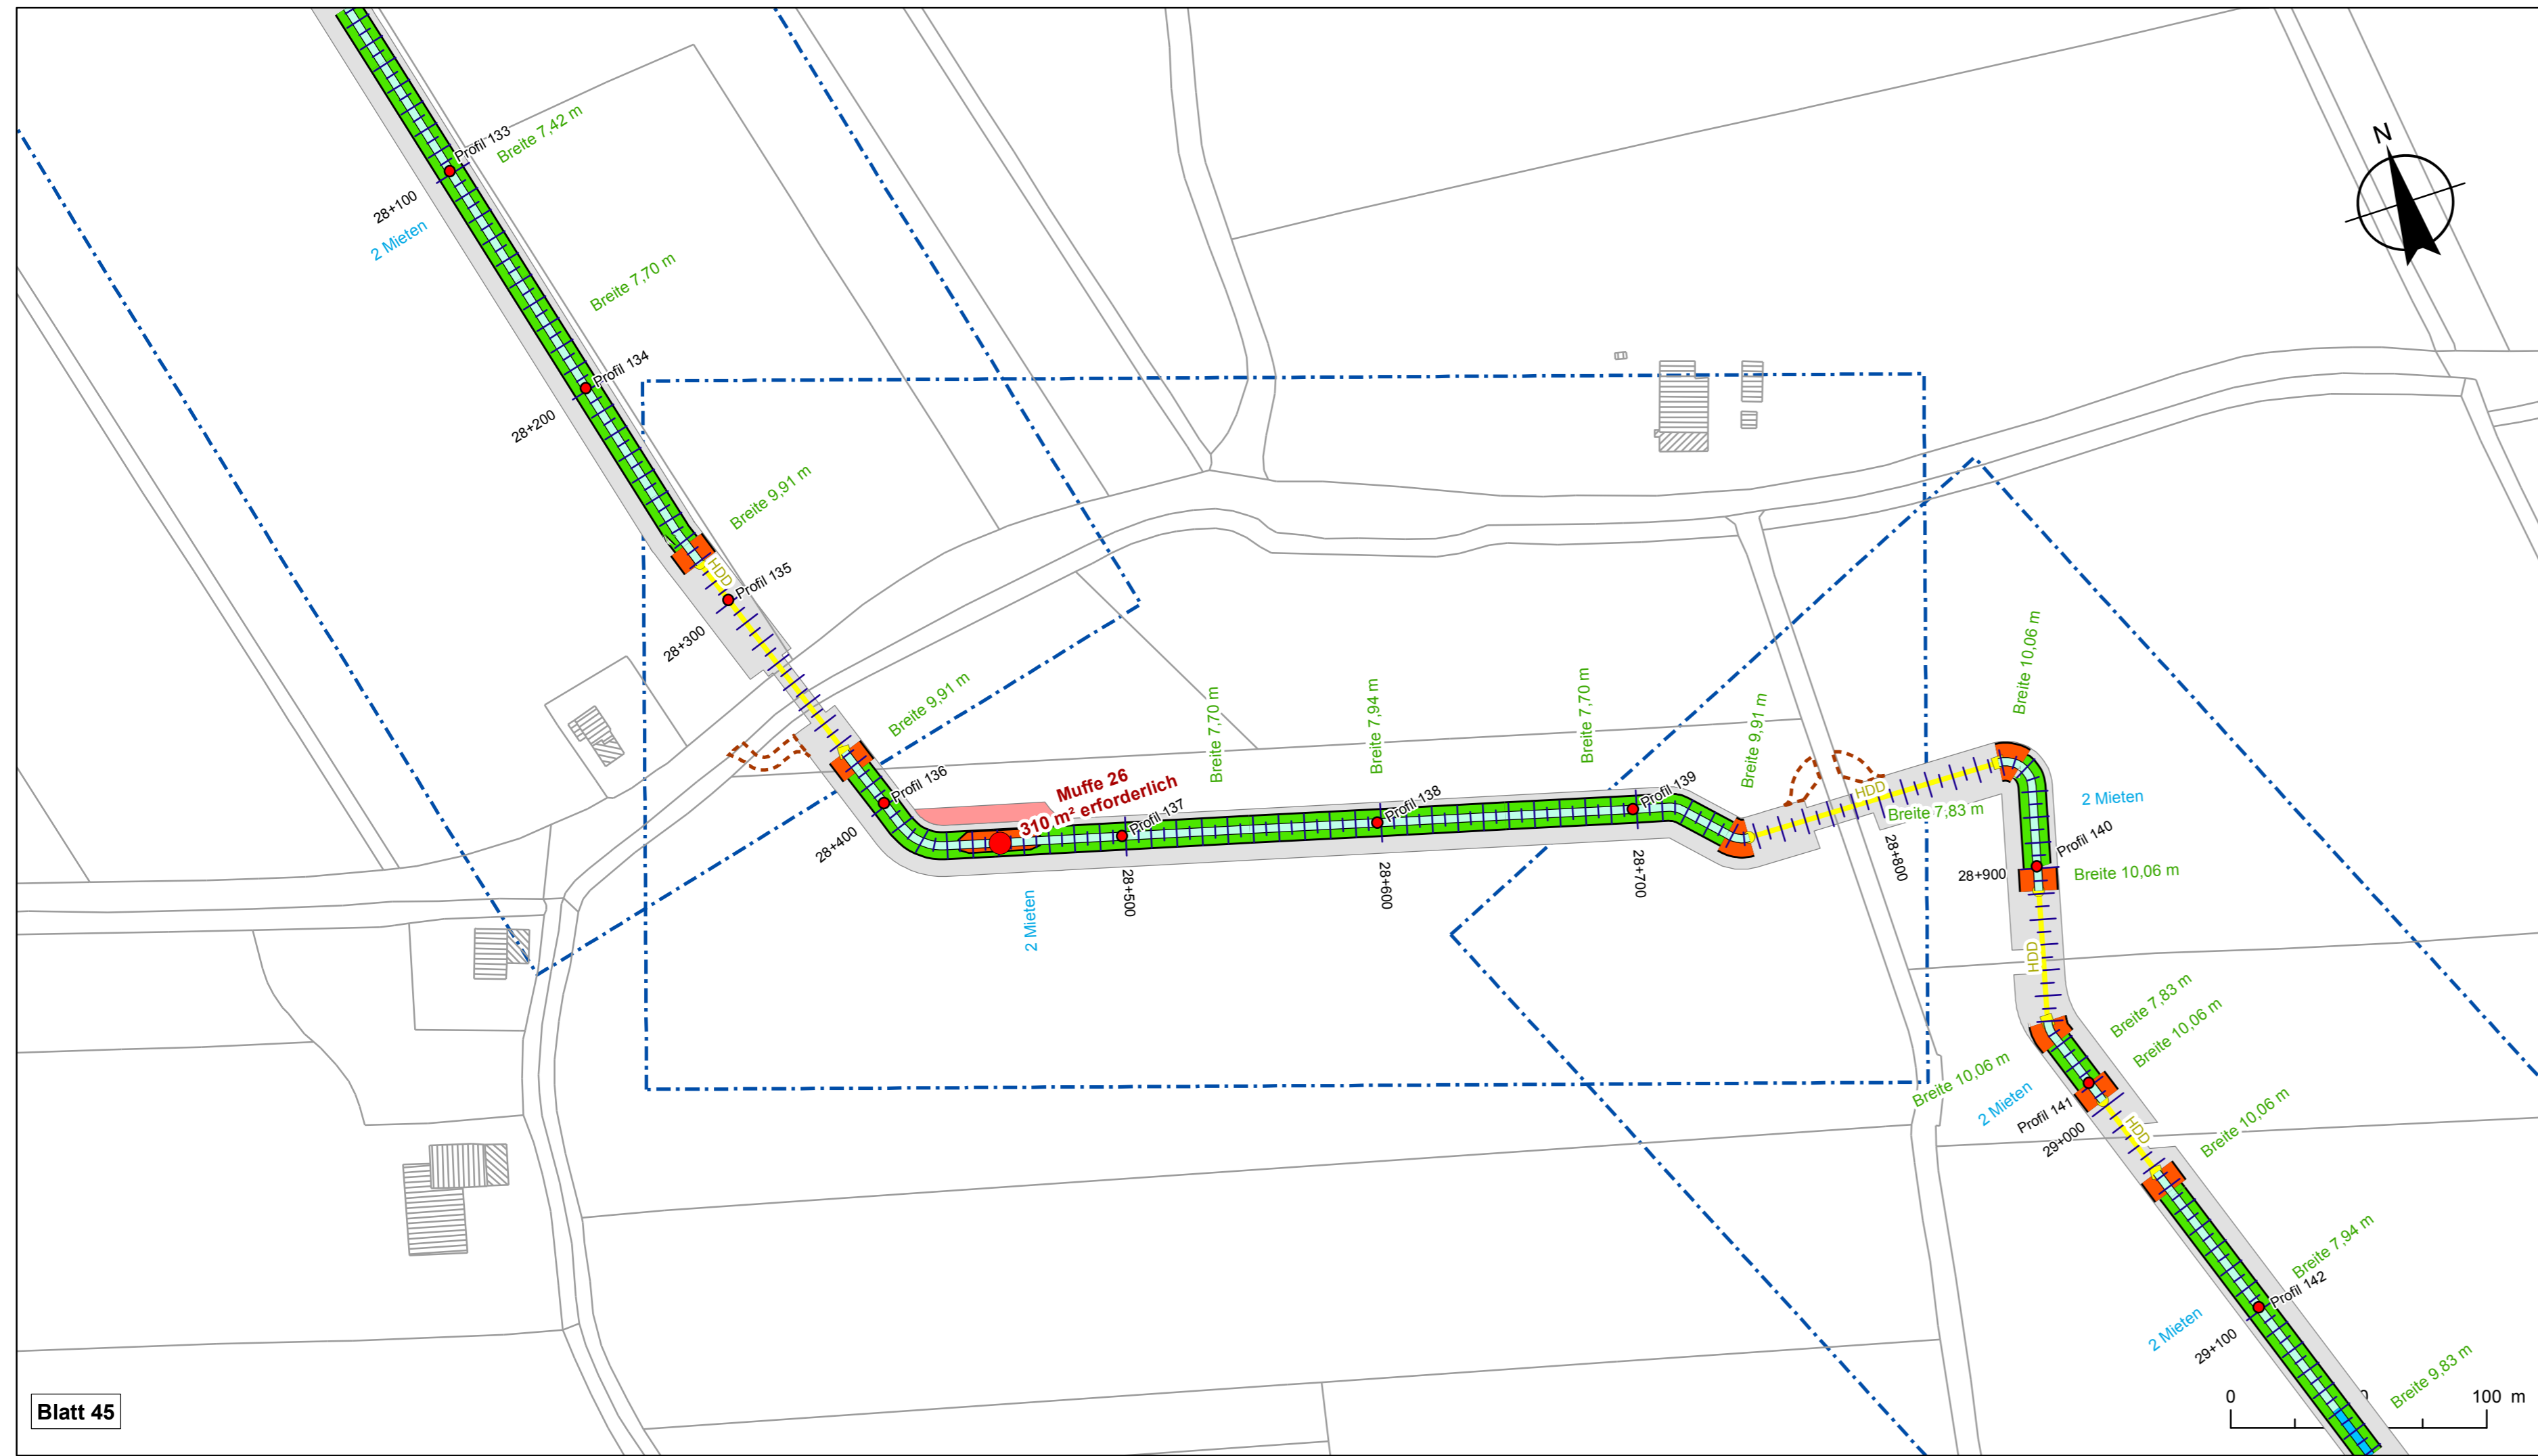 N
Profil 133
Breite 7,42 m
28+100
2 Mieten
Breite 7,70 m
Profil 134
28+200
Breite 9,91 m
HDD
Profil 135
28+300
Breite 9,91 m
Profil 136
28+400
Muffe 26
310 m² erforderlich
Profil 137
2 Mieten
28+500
Breite 7,70 m
Breite 7,94 m
Profil 138
28+600
Breite 7,70 m
Profil 139
28+700
Breite 9,91 m
HDD
Breite 7,83 m
28+800
Breite 10,06 m
2 Mieten
Profil 140
28+900
Breite 10,06 m
HDD
Breite 7,83 m
Breite 10,06 m
Breite 10,06 m
2 Mieten
Profil 141
29+000
HDD
Breite 10,06 m
Breite 7,94 m
Profil 142
2 Mieten
29+100
Breite 9,83 m
0
100 m
Blatt 45